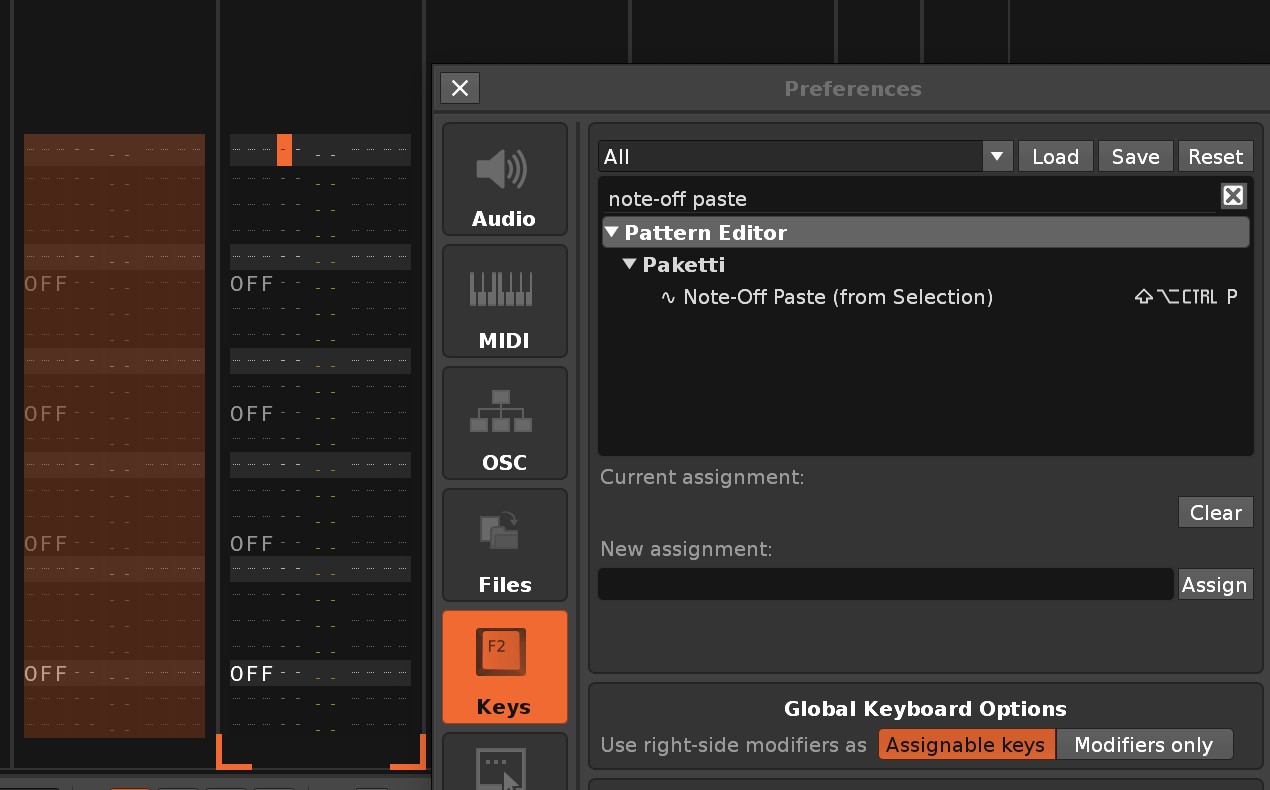 OFF OFF
OFF OFF
OFF OFF
OFF OFF
Preferences
Audio
MIDI
OSC
Files
F2
Keys
All
Load Save Reset
note-off paste
Pattern Editor
Paketti
Note-Off Paste (from Selection) ⇧⌥CTRL P
Current assignment:
Clear
New assignment:
Assign
Global Keyboard Options
Use right-side modifiers as Assignable keys Modifiers only